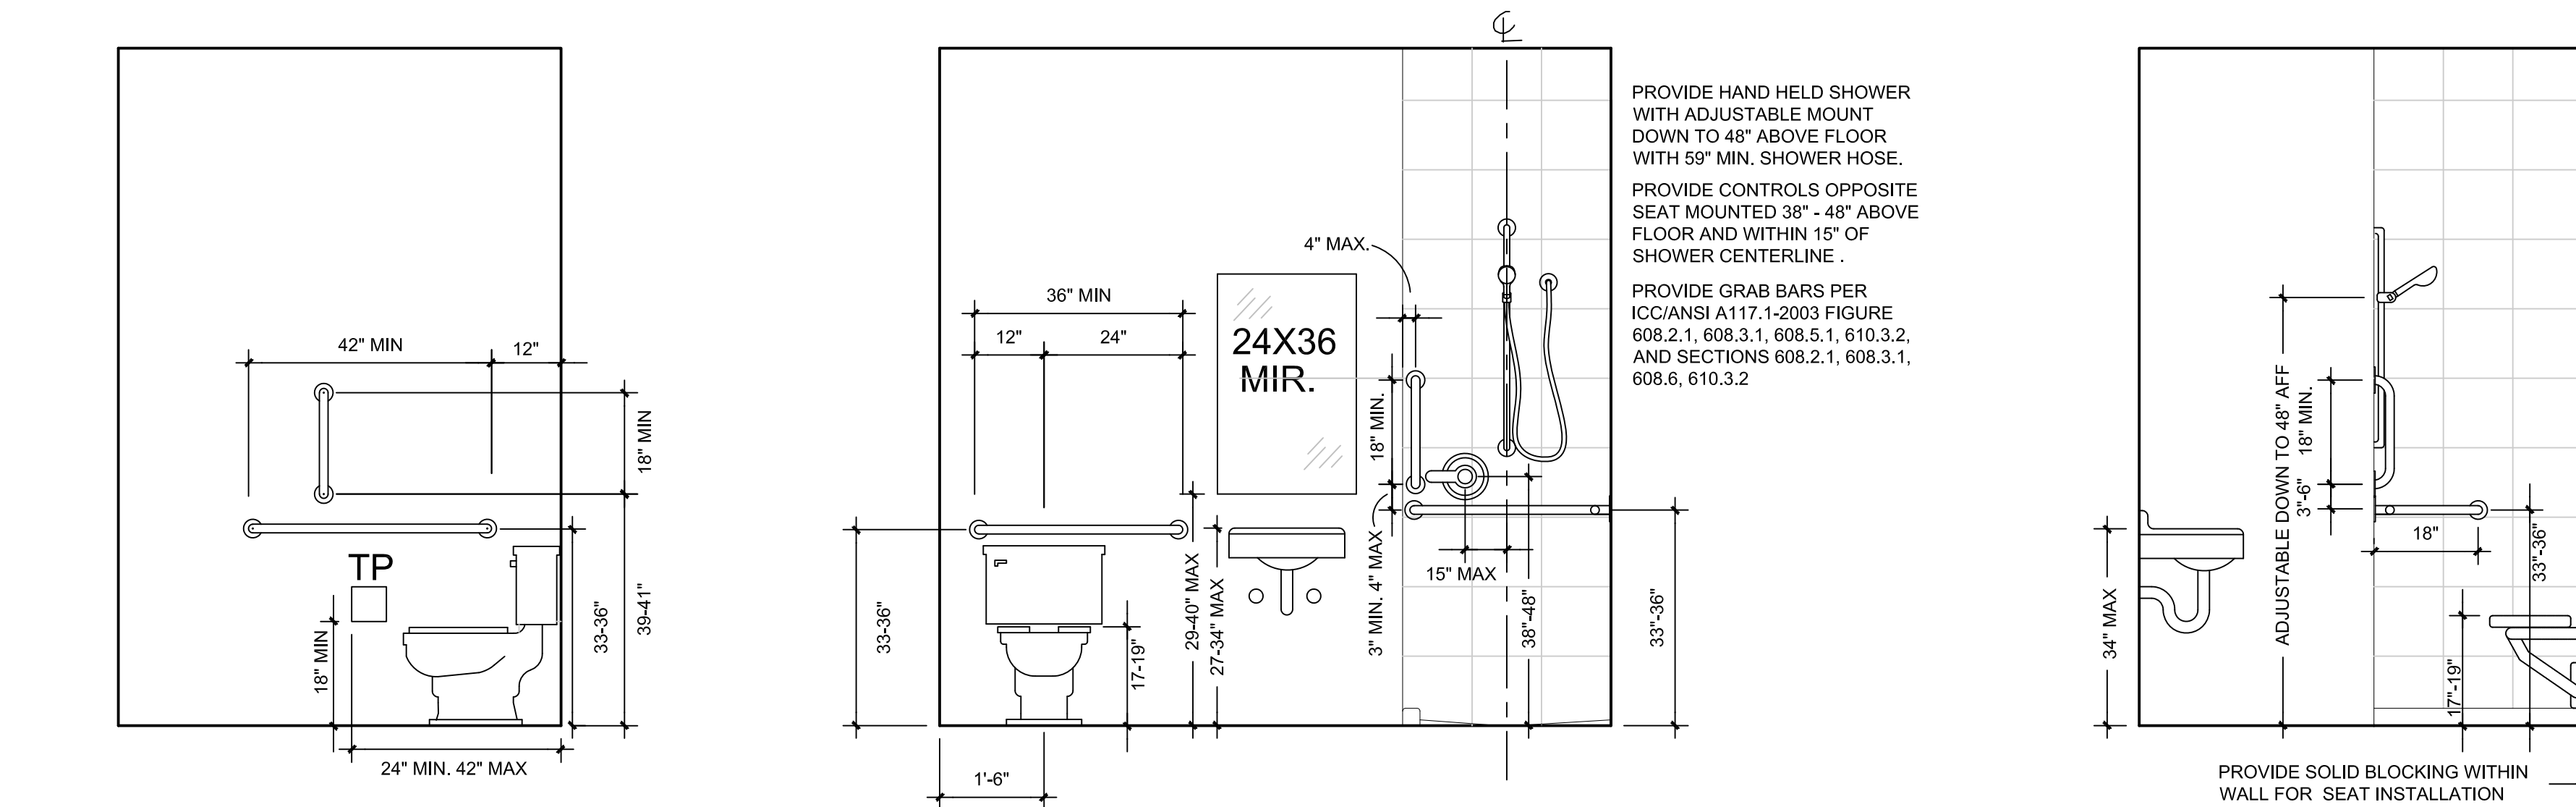 42" MIN
12"
18" MIN
TP
18" MIN
33-36"
39-41"
24" MIN. 42" MAX
℄
4" MAX.
36" MIN
12"
24"
24X36
MIR.
18" MIN.
3" MIN. 4" MAX
15" MAX
33-36"
17-19"
29-40" MAX
27-34" MAX
38"-48"
33"-36"
1'-6"
PROVIDE HAND HELD SHOWER
WITH ADJUSTABLE MOUNT
DOWN TO 48" ABOVE FLOOR
WITH 59" MIN. SHOWER HOSE.
PROVIDE CONTROLS OPPOSITE
SEAT MOUNTED 38" - 48" ABOVE
FLOOR AND WITHIN 15" OF
SHOWER CENTERLINE .
PROVIDE GRAB BARS PER
ICC/ANSI A117.1-2003 FIGURE
608.2.1, 608.3.1, 608.5.1, 610.3.2,
AND SECTIONS 608.2.1, 608.3.1,
608.6, 610.3.2
ADJUSTABLE DOWN TO 48" AFF
18" MIN.
3"-6"
18"
33"-36"
34" MAX
17"-19"
PROVIDE SOLID BLOCKING WITHIN
WALL FOR SEAT INSTALLATION